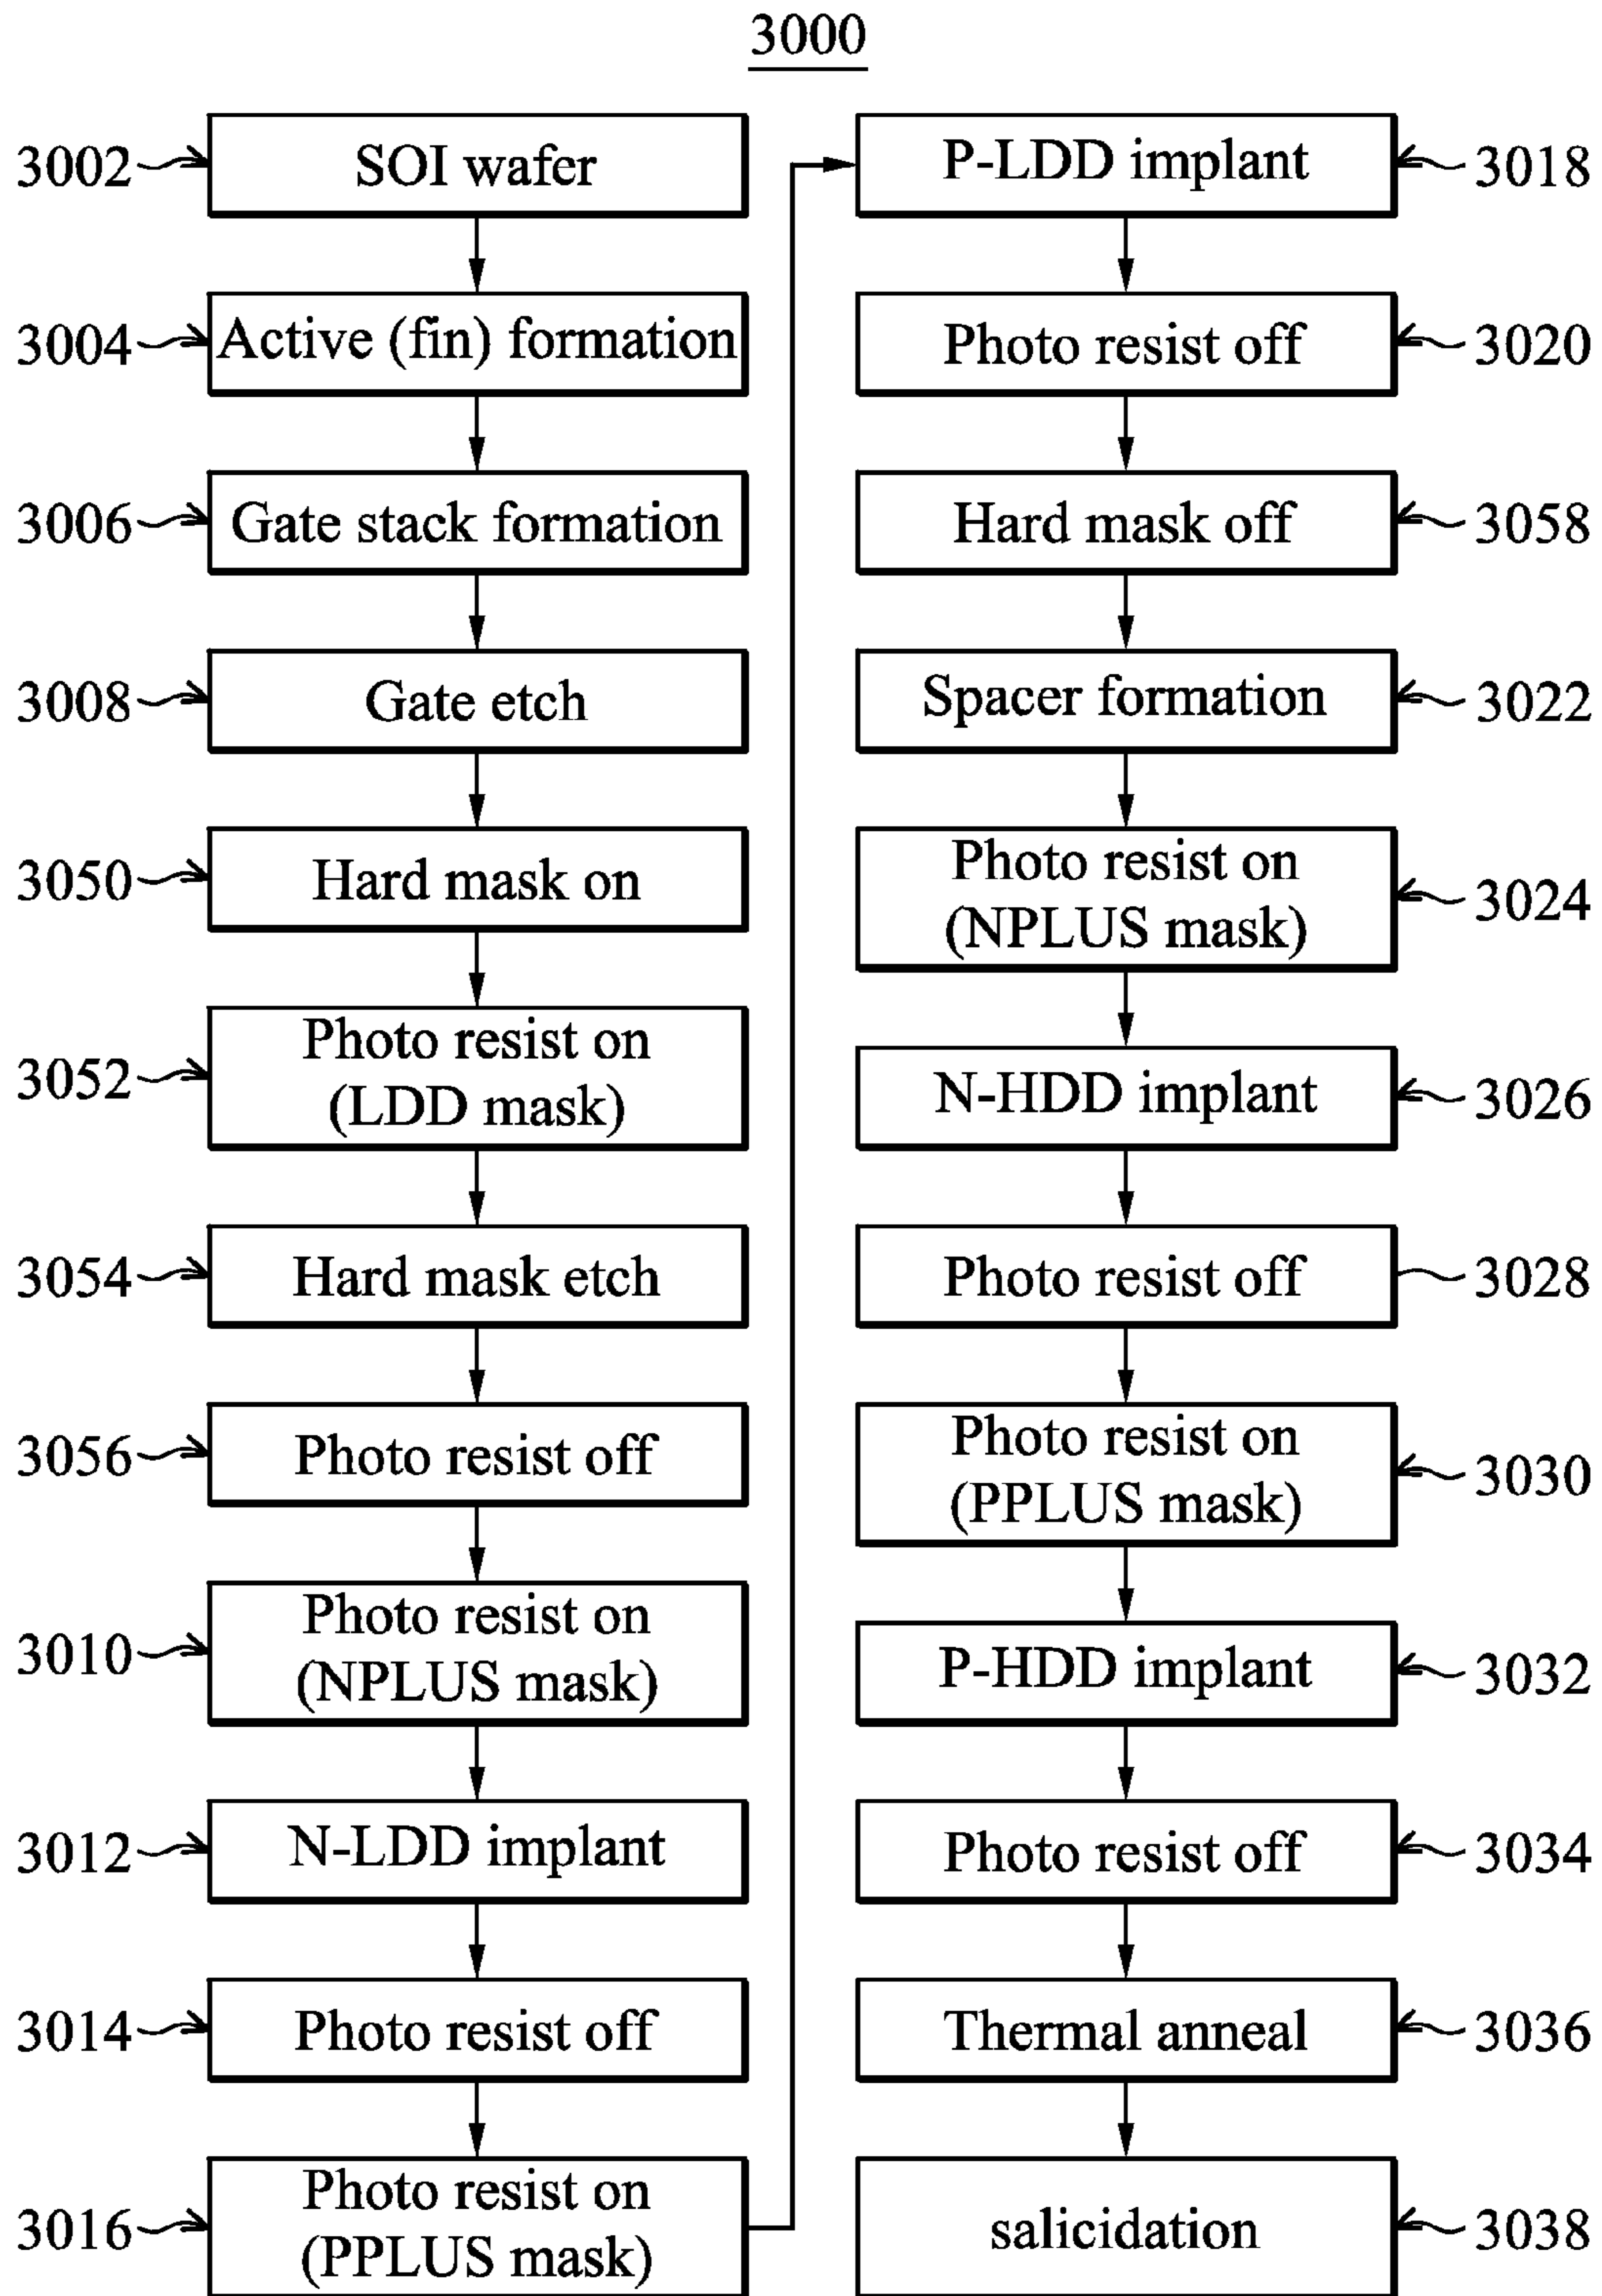 3000
3002
SOI wafer
3004
Active (fin) formation
3006
Gate stack formation
3008
Gate etch
3050
Hard mask on
3052
Photo resist on
(LDD mask)
3054
Hard mask etch
3056
Photo resist off
3010
Photo resist on
(NPLUS mask)
3012
N-LDD implant
3014
Photo resist off
3016
Photo resist on
(PPLUS mask)
P-LDD implant
3018
Photo resist off
3020
Hard mask off
3058
Spacer formation
3022
Photo resist on
(NPLUS mask)
3024
N-HDD implant
3026
Photo resist off
3028
Photo resist on
(PPLUS mask)
3030
P-HDD implant
3032
Photo resist off
3034
Thermal anneal
3036
salicidation
3038